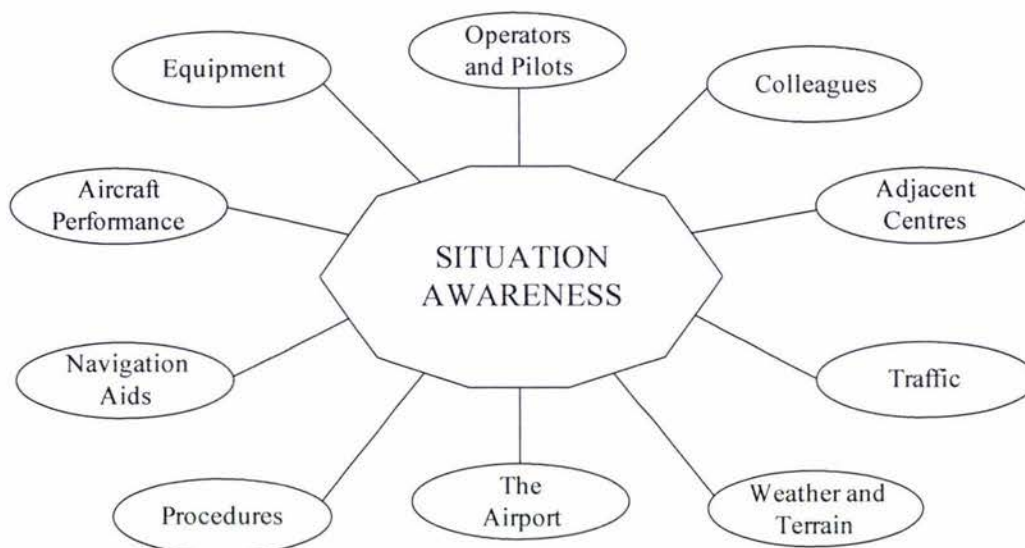 Operators
and Pilots
Equipment
Colleagues
Aircraft
Performance
Adjacent
Centres
SITUATION
AWARENESS
Navigation
Aids
Traffic
Procedures
The
Airport
Weather and
Terrain